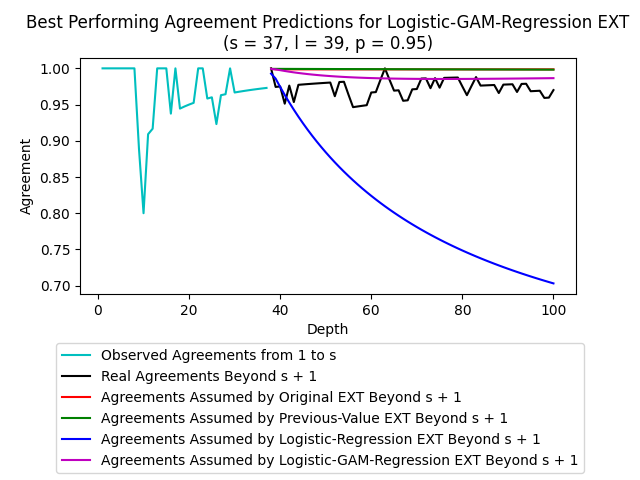 Best Performing Agreement Predictions for Logistic-GAM-Regression EXT
(s = 37, l = 39, p = 0.95)
1.00
0.95
0.90
0.85
0.80
0.75
0.70
Agreement
0 20 40 60 80 100
Depth
Observed Agreements from 1 to s
Real Agreements Beyond s + 1
Agreements Assumed by Original EXT Beyond s + 1
Agreements Assumed by Previous-Value EXT Beyond s + 1
Agreements Assumed by Logistic-Regression EXT Beyond s + 1
Agreements Assumed by Logistic-GAM-Regression EXT Beyond s + 1